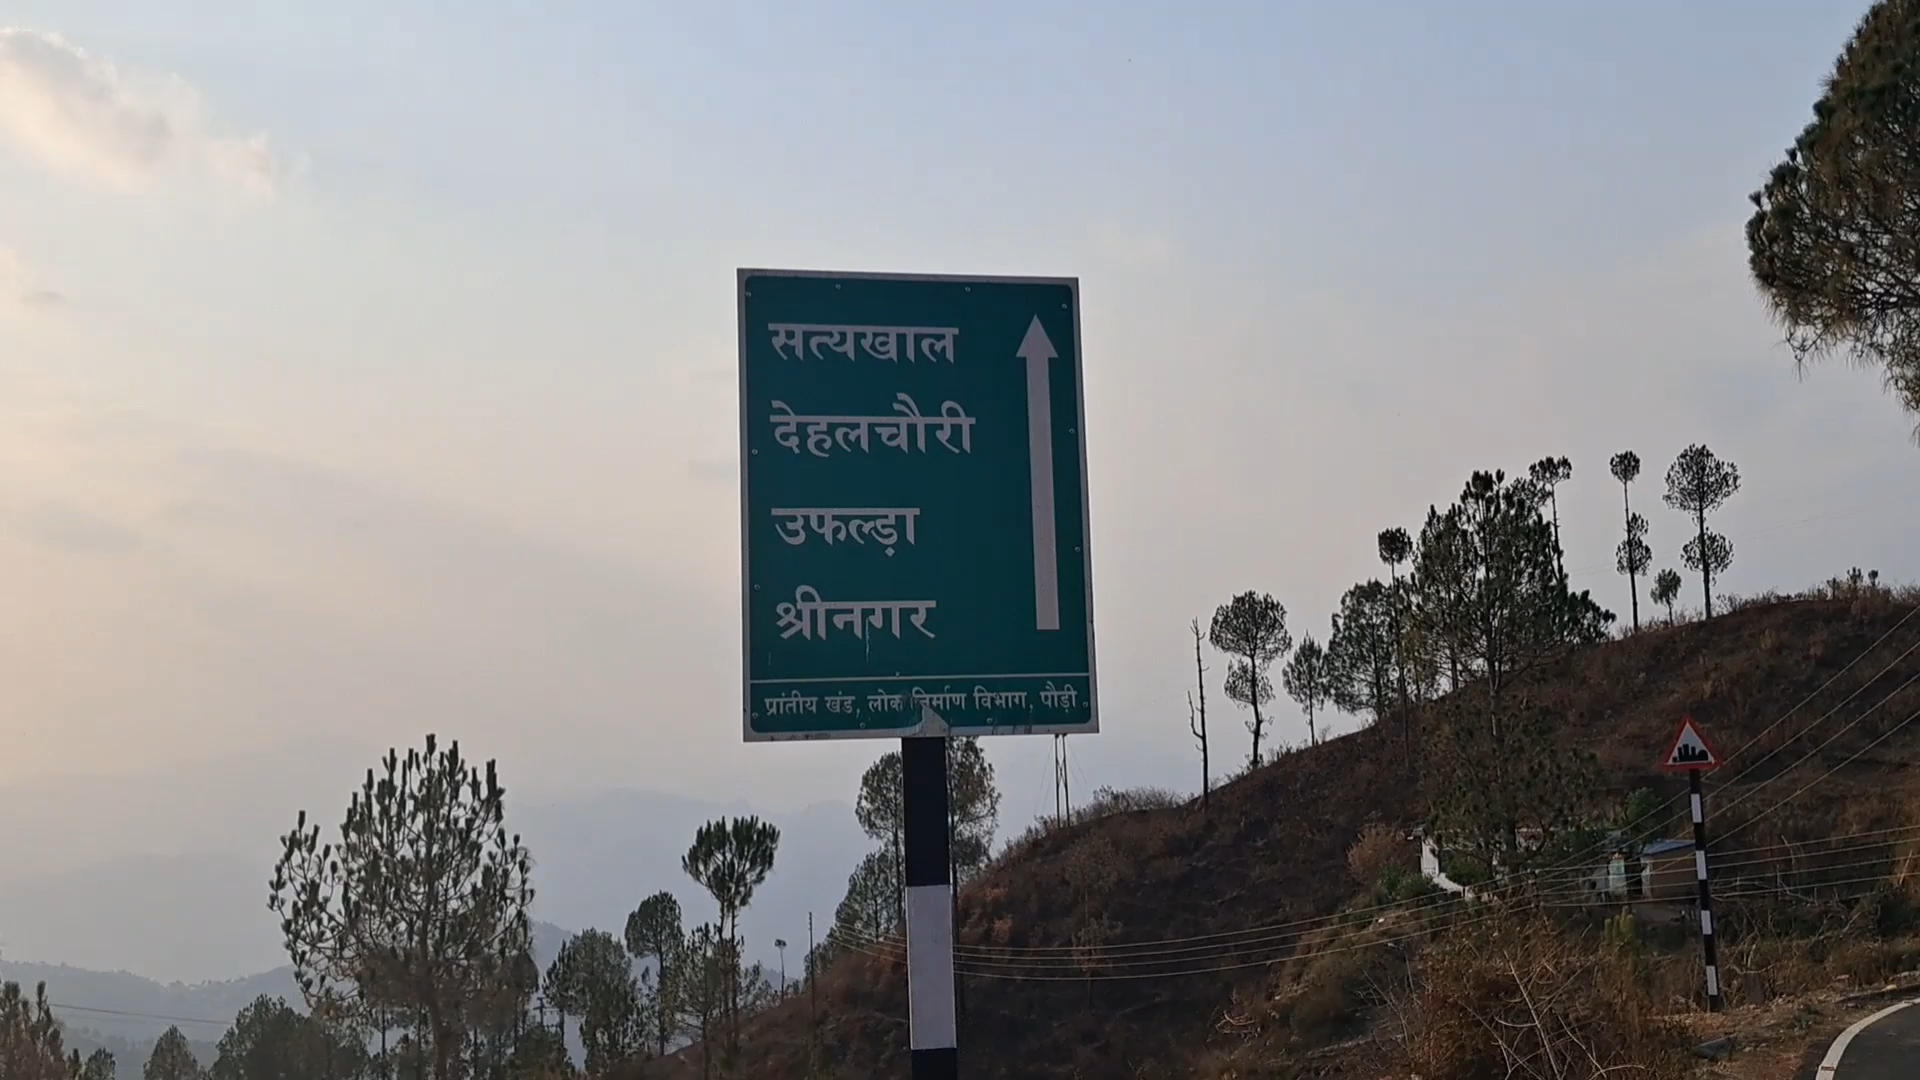 सत्यखाल
देहलचौरी
उफल्ड़ा
श्रीनगर
प्रांतीय खंड, लोक निर्माण विभाग, पौड़ी